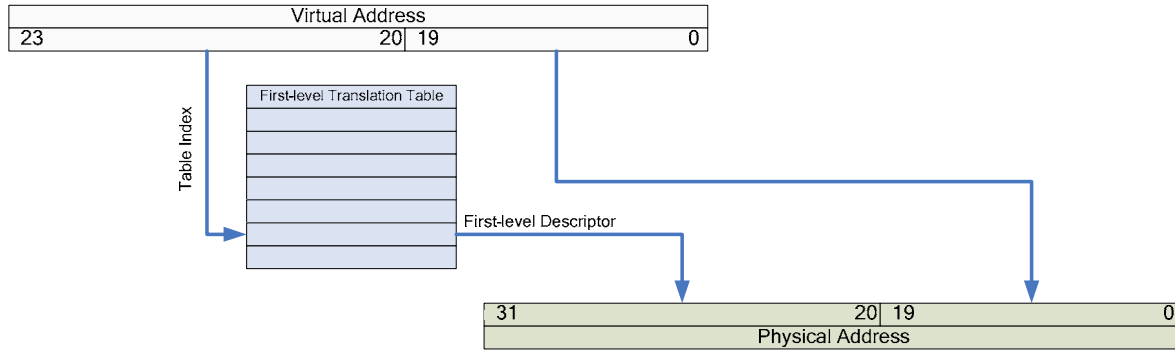 Virtual Address
23 20 19 0
First-level Translation Table
Table Index
First-level Descriptor
31 20 19 0
Physical Address